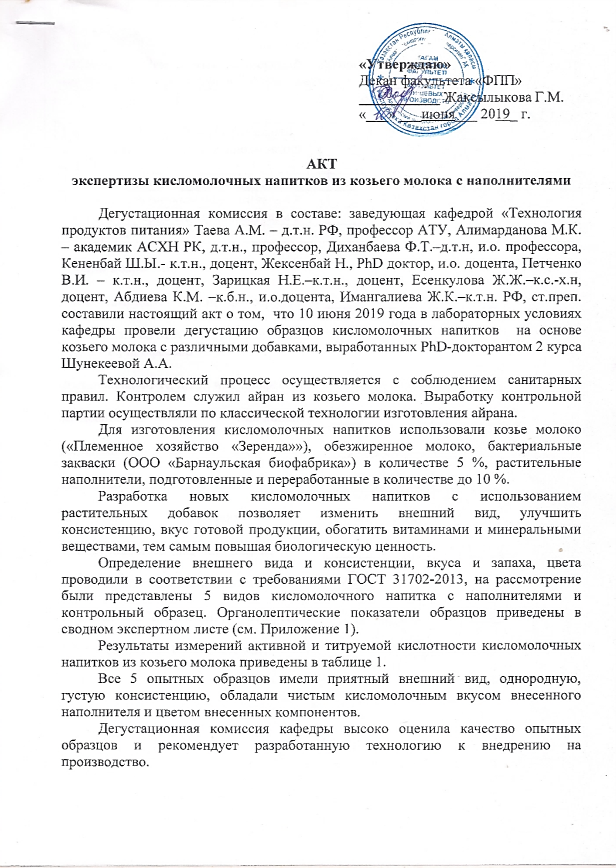 «Утверждаю»
Декан факультета «ФПП»
Жаксылыкова Г.М.
« 10 » июня 2019 г.
АКТ
экспертизы кисломолочных напитков из козьего молока с наполнителями
Дегустационная комиссия в составе: заведующая кафедрой «Технология
продуктов питания» Таева А.М. – д.т.н. РФ, профессор АТУ, Алимарданова М.К.
– академик АСХН РК, д.т.н., профессор, Диханбаева Ф.Т.–д.т.н, и.о. профессора,
Кененбай Ш.Ы.- к.т.н., доцент, Жексенбай Н., PhD доктор, и.о. доцента, Петченко
В.И. – к.т.н., доцент, Зарицкая Н.Е.–к.т.н., доцент, Есенкулова Ж.Ж.–к.с.-х.н,
доцент, Абдиева К.М. –к.б.н., и.о.доцента, Имангалиева Ж.К.–к.т.н. РФ, ст.преп.
составили настоящий акт о том, что 10 июня 2019 года в лабораторных условиях
кафедры провели дегустацию образцов кисломолочных напитков на основе
козьего молока с различными добавками, выработанных PhD-докторантом 2 курса
Шунекеевой А.А.
Технологический процесс осуществляется с соблюдением санитарных
правил. Контролем служил айран из козьего молока. Выработку контрольной
партии осуществляли по классической технологии изготовления айрана.
Для изготовления кисломолочных напитков использовали козье молоко
(«Племенное хозяйство «Зеренда»»), обезжиренное молоко, бактериальные
закваски (ООО «Барнаульская биофабрика») в количестве 5 %, растительные
наполнители, подготовленные и переработанные в количестве до 10 %.
Разработка новых кисломолочных напитков с использованием
растительных добавок позволяет изменить внешний вид, улучшить
консистенцию, вкус готовой продукции, обогатить витаминами и минеральными
веществами, тем самым повышая биологическую ценность.
Определение внешнего вида и консистенции, вкуса и запаха, цвета
проводили в соответствии с требованиями ГОСТ 31702-2013, на рассмотрение
были представлены 5 видов кисломолочного напитка с наполнителями и
контрольный образец. Органолептические показатели образцов приведены в
сводном экспертном листе (см. Приложение 1).
Результаты измерений активной и титруемой кислотности кисломолочных
напитков из козьего молока приведены в таблице 1.
Все 5 опытных образцов имели приятный внешний вид, однородную,
густую консистенцию, обладали чистым кисломолочным вкусом внесенного
наполнителя и цветом внесенных компонентов.
Дегустационная комиссия кафедры высоко оценила качество опытных
образцов и рекомендует разработанную технологию к внедрению на
производство.